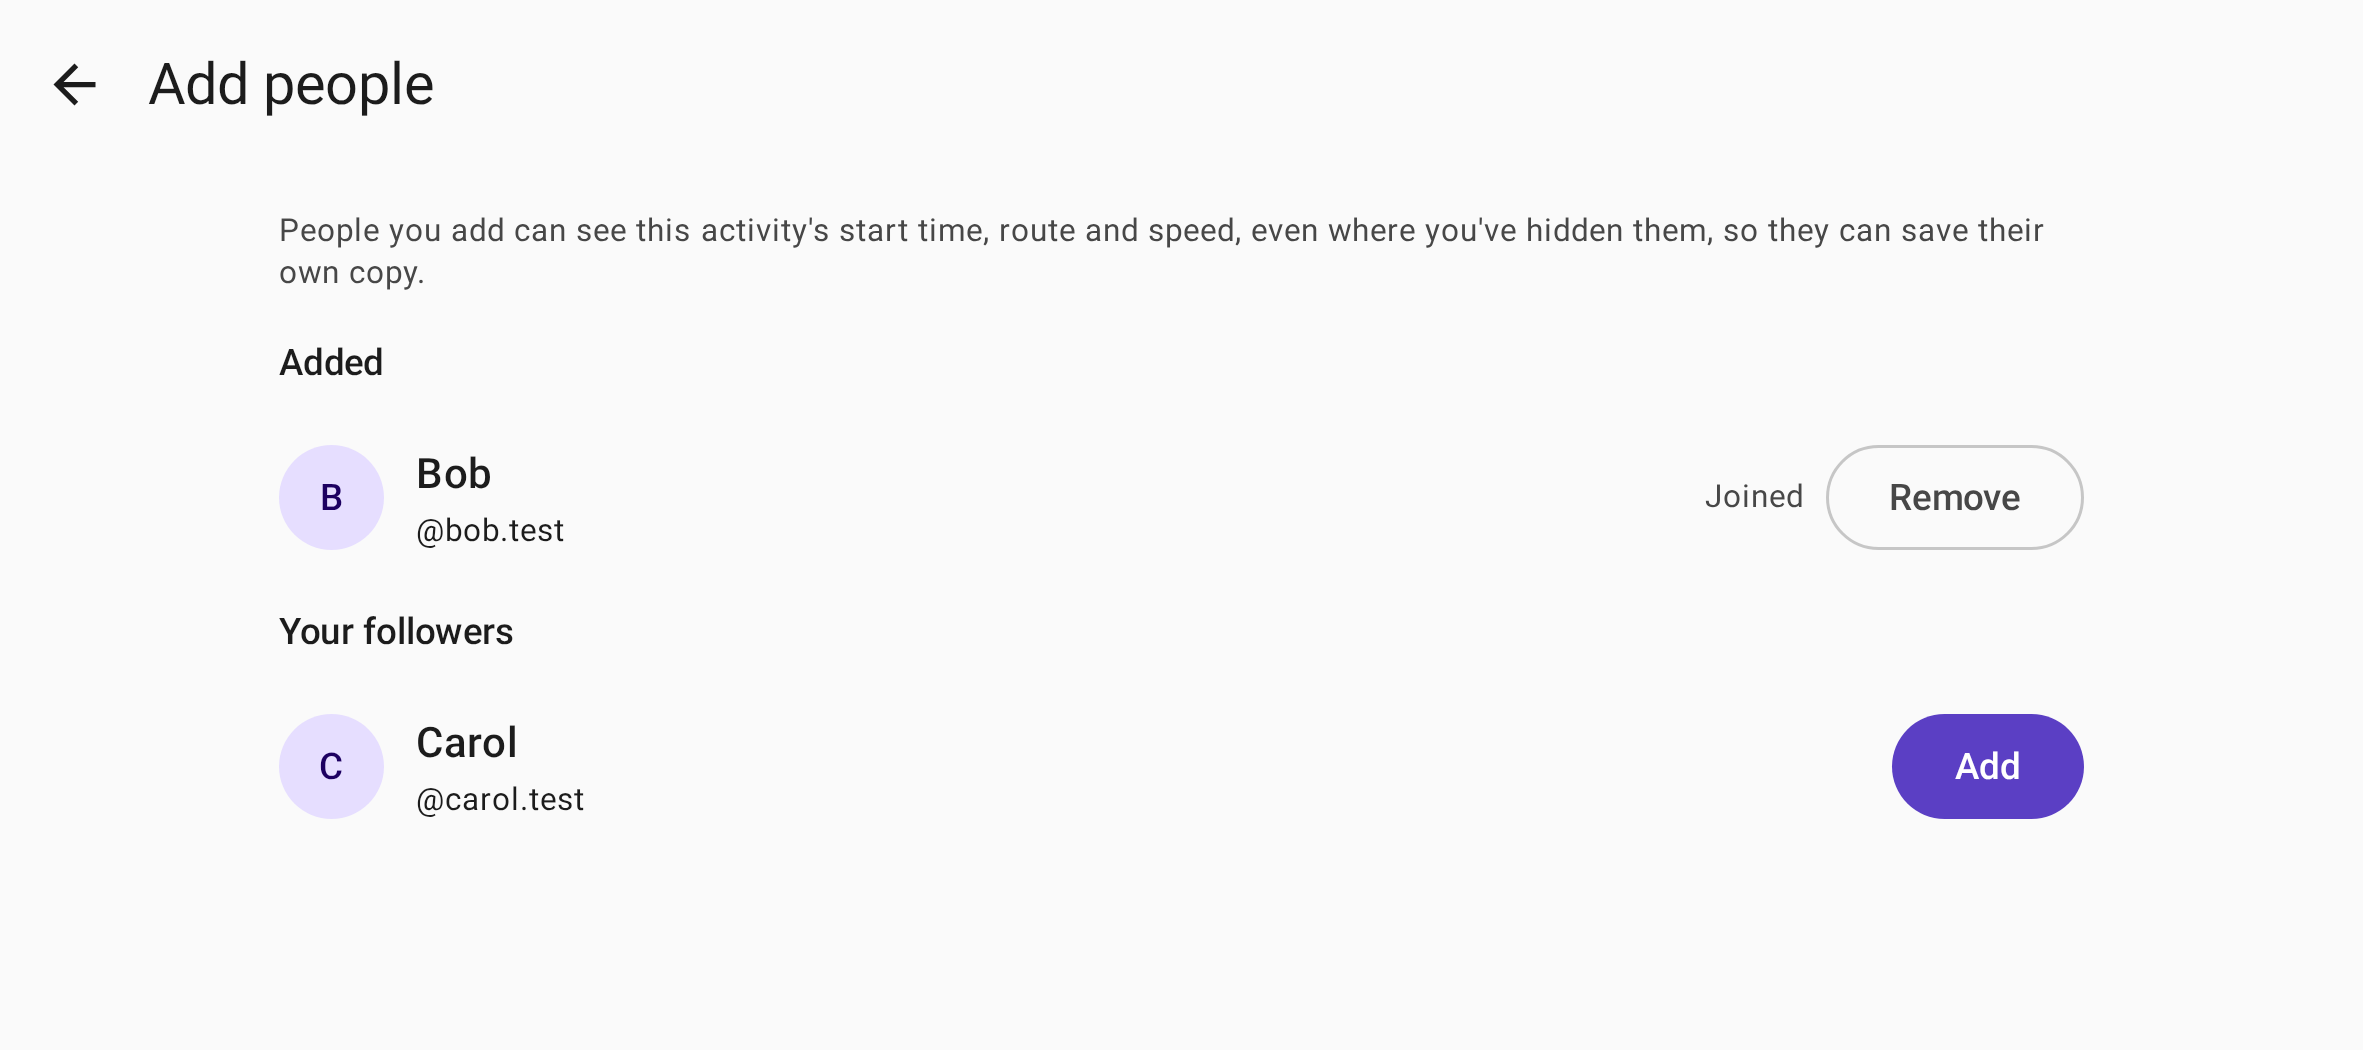 Add people
People you add can see this activity's start time, route and speed, even where you've hidden them, so they can save their
own copy.
Added
B
Bob
@bob.test
Joined
Remove
Your followers
C
Carol
@carol.test
Add